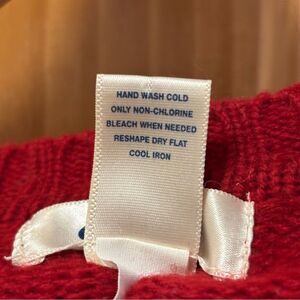 HAND WASH COLD
ONLY NON-CHLORINE
BLEACH WHEN NEEDED
RESHAPE DRY FLAT
COOL IRON